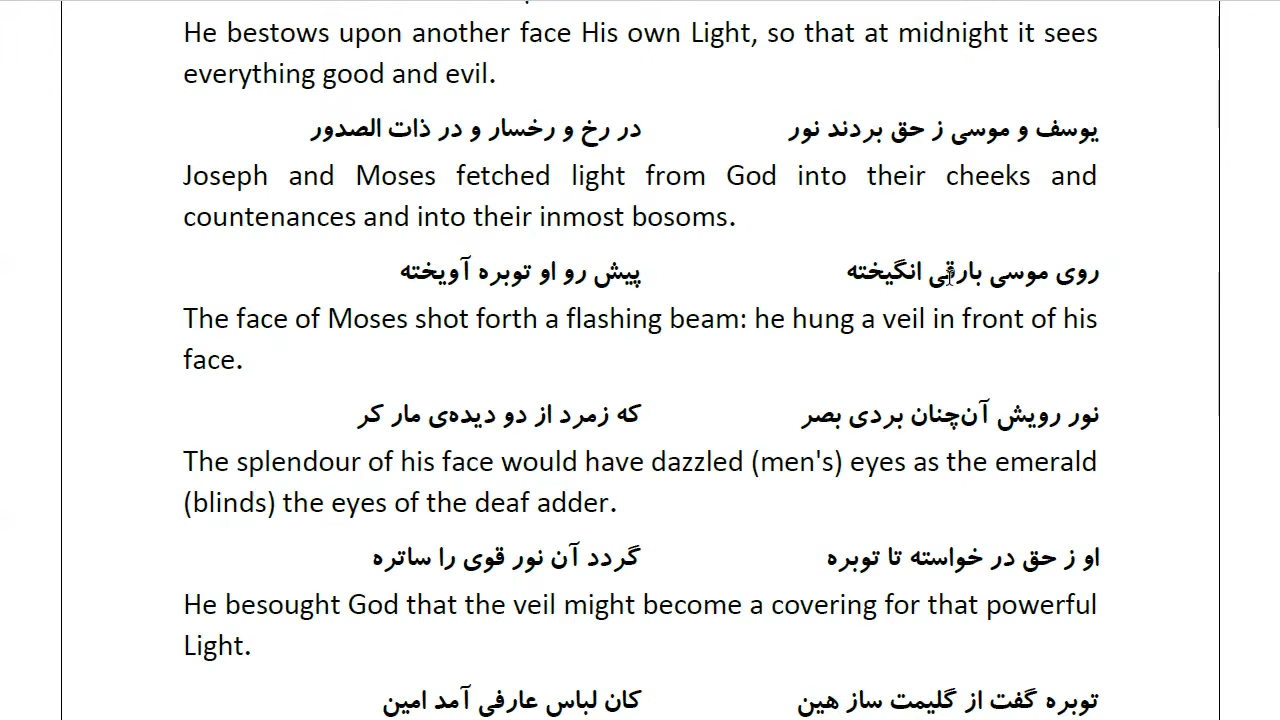 He bestows upon another face His own Light, so that at midnight it sees
everything good and evil.
یوسف و موسی ز حق بردند نور در رخ و رخسار و در ذات الصدور
Joseph and Moses fetched light from God into their cheeks and
countenances and into their inmost bosoms.
روی موسی بارقی انگیخته پیش رو او توبره آویخته
The face of Moses shot forth a flashing beam: he hung a veil in front of his
face.
نور رویش آن‌چنان بردی بصر که زمرد از دو دیده‌ی مار کر
The splendour of his face would have dazzled (men's) eyes as the emerald
(blinds) the eyes of the deaf adder.
او ز حق در خواسته تا توبره گردد آن نور قوی را ساتره
He besought God that the veil might become a covering for that powerful
Light.
توبره گفت از گلیمت ساز هین کان لباس عارفی آمد امین